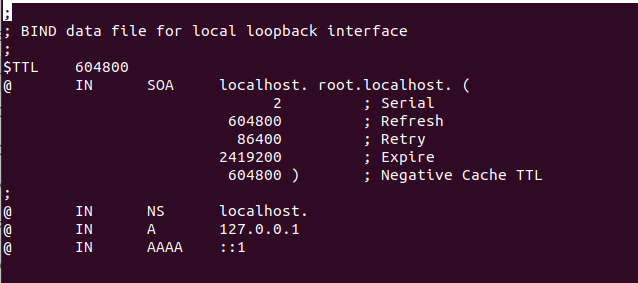 ;
; BIND data file for local loopback interface
;
$TTL    604800
@       IN      SOA     localhost. root.localhost. (
                              2         ; Serial
                         604800         ; Refresh
                          86400         ; Retry
                        2419200         ; Expire
                         604800 )       ; Negative Cache TTL
;
@       IN      NS      localhost.
@       IN      A       127.0.0.1
@       IN      AAAA    ::1